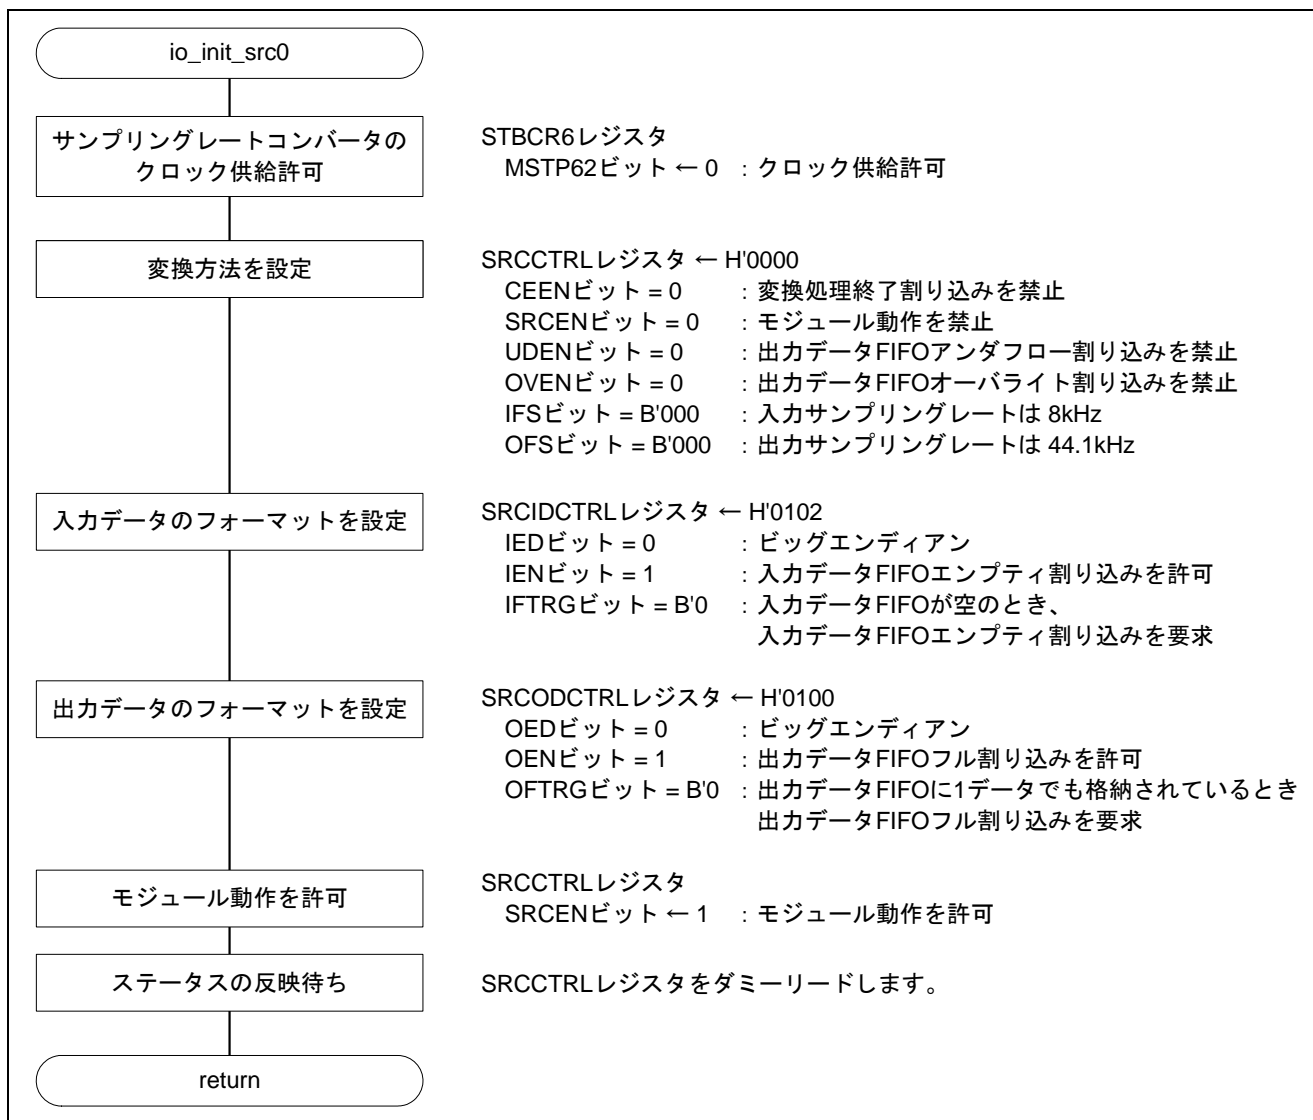 io_init_src0
サンプリングレートコンバータの
クロック供給許可
STBCR6レジスタ
MSTP62ビット ← 0 : クロック供給許可
変換方法を設定
SRCCTRLレジスタ ← H'0000
CEENビット = 0 : 変換処理終了割り込みを禁止
SRCENビット = 0 : モジュール動作を禁止
UDENビット = 0 : 出力データFIFOアンダフロー割り込みを禁止
OVENビット = 0 : 出力データFIFOオーバライト割り込みを禁止
IFSビット = B'000 : 入力サンプリングレートは 8kHz
OFSビット = B'000 : 出力サンプリングレートは 44.1kHz
入力データのフォーマットを設定
SRCIDCTRLレジスタ ← H'0102
IEDビット = 0 : ビッグエンディアン
IENビット = 1 : 入力データFIFOエンプティ割り込みを許可
IFTRGビット = B'0 : 入力データFIFOが空のとき、
入力データFIFOエンプティ割り込みを要求
出力データのフォーマットを設定
SRCODCTRLレジスタ ← H'0100
OEDビット = 0 : ビッグエンディアン
OENビット = 1 : 出力データFIFOフル割り込みを許可
OFTRGビット = B'0 : 出力データFIFOに1データでも格納されているとき
出力データFIFOフル割り込みを要求
モジュール動作を許可
SRCCTRLレジスタ
SRCENビット ← 1 : モジュール動作を許可
ステータスの反映待ち
SRCCTRLレジスタをダミーリードします。
return